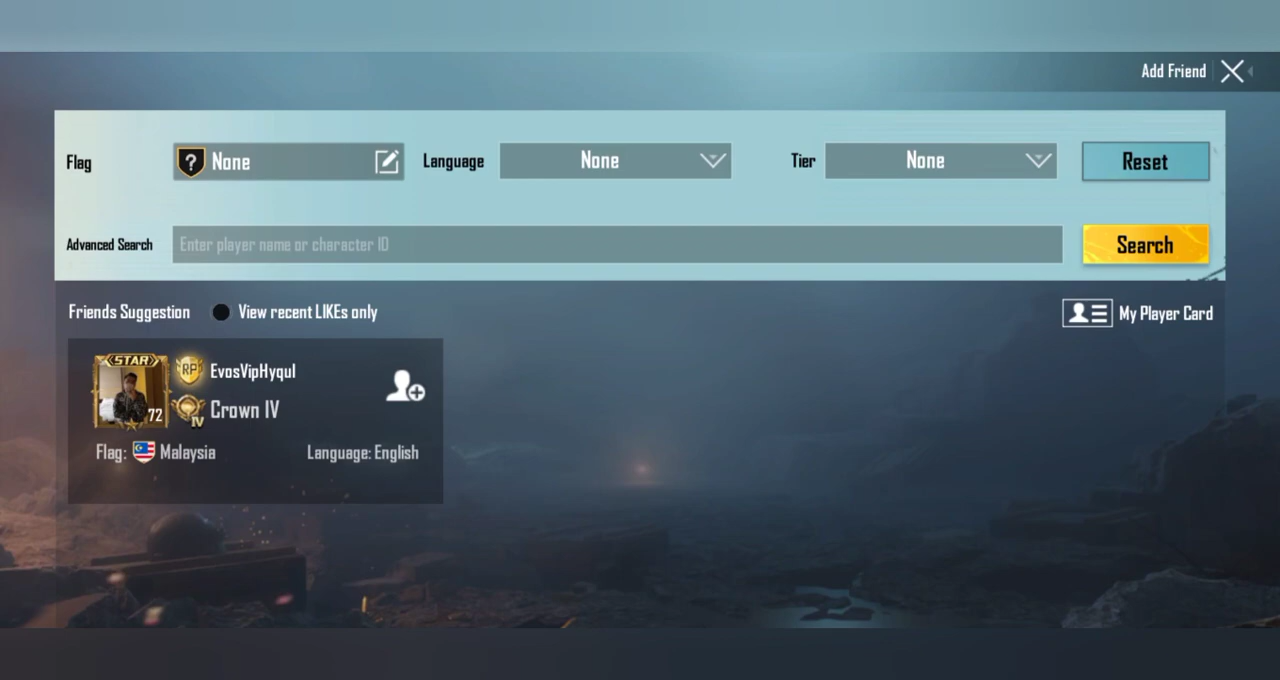 Add Friend
Flag ? None Language None Tier None Reset
Advanced Search Enter player name or character ID Search
Friends Suggestion View recent LIKEs only My Player Card
STAR
RP EvosVipHyqul
72 IV Crown IV
Flag: Malaysia Language: English